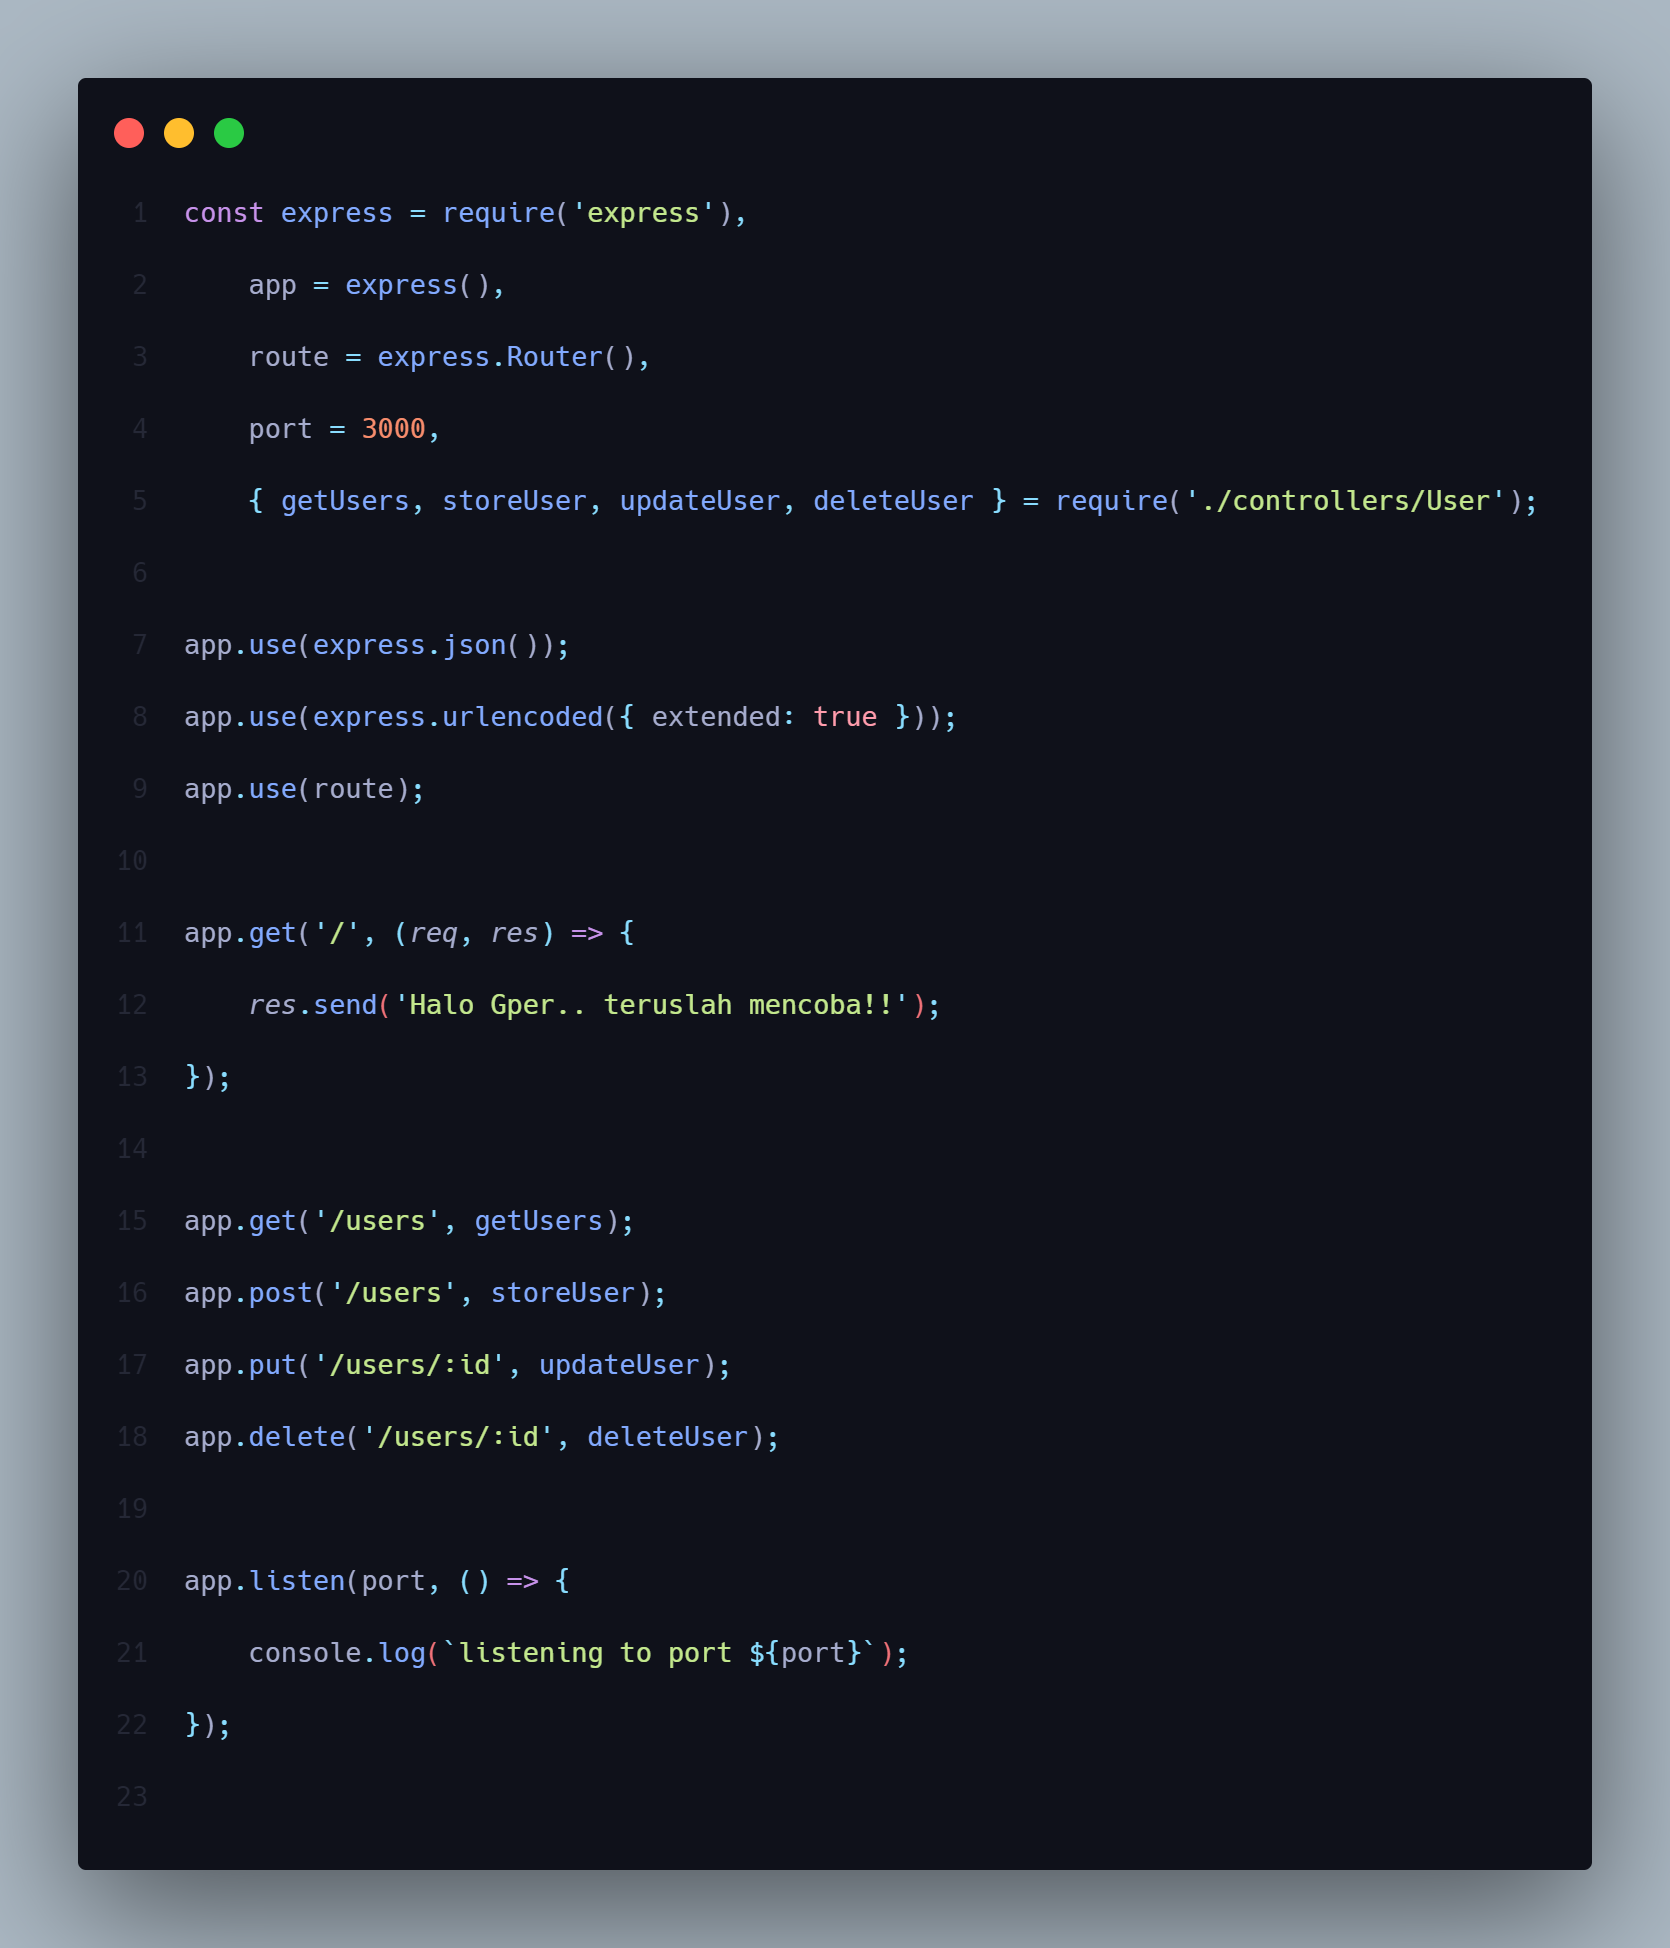 1 const express = require('express'),
2     app = express(),
3     route = express.Router(),
4     port = 3000,
5     { getUsers, storeUser, updateUser, deleteUser } = require('./controllers/User');
6
7 app.use(express.json());
8 app.use(express.urlencoded({ extended: true }));
9 app.use(route);
10
11 app.get('/', (req, res) => {
12     res.send('Halo Gper.. teruslah mencoba!!');
13 });
14
15 app.get('/users', getUsers);
16 app.post('/users', storeUser);
17 app.put('/users/:id', updateUser);
18 app.delete('/users/:id', deleteUser);
19
20 app.listen(port, () => {
21     console.log(`listening to port ${port}`);
22 });
23